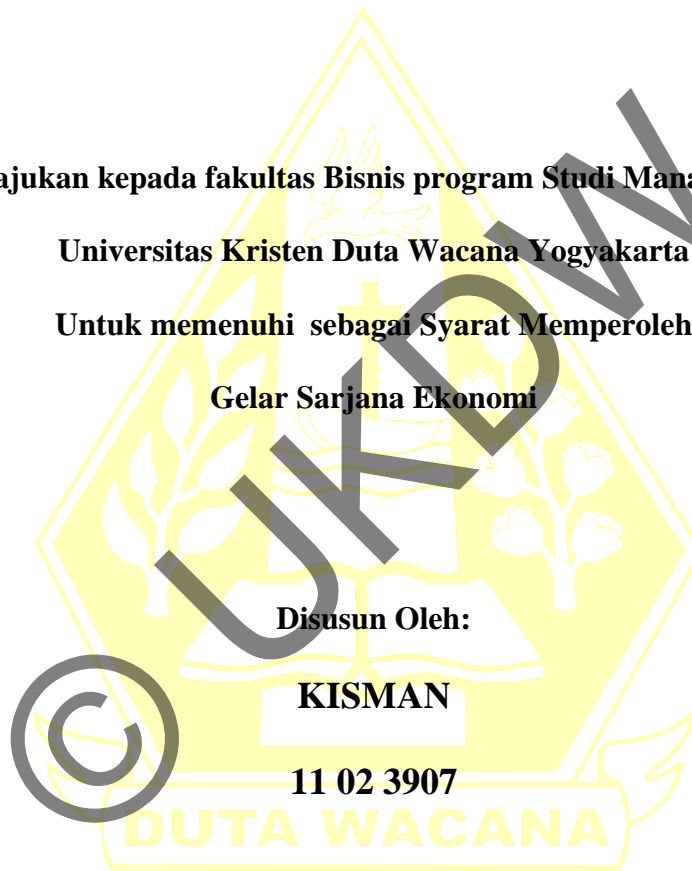 ajukan kepada fakultas Bisnis program Studi Mana
Universitas Kristen Duta Wacana Yogyakarta
Untuk memenuhi sebagai Syarat Memperoleh
Gelar Sarjana Ekonomi
Disusun Oleh:
KISMAN
11 02 3907
DUTA WACANA
© UKDW